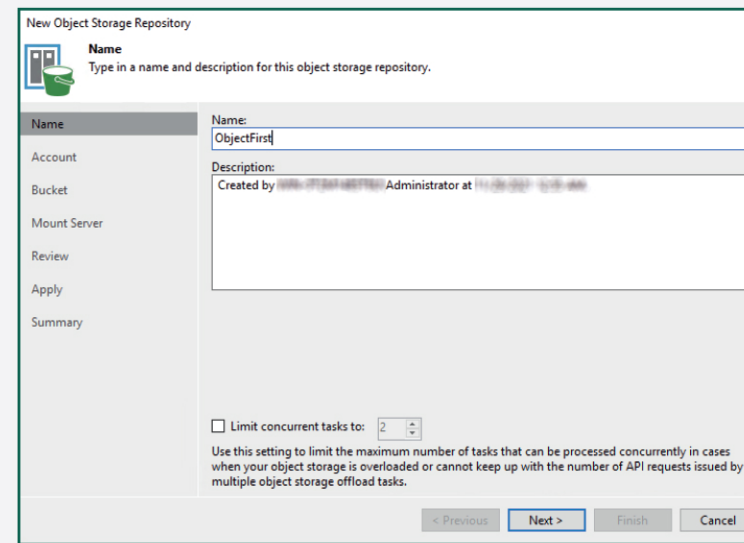 New Object Storage Repository
Name
Type in a name and description for this object storage repository.
Name
Account
Bucket
Mount Server
Review
Apply
Summary
Name:
ObjectFirst
Description:
Created by Administrator at
Limit concurrent tasks to: 2
Use this setting to limit the maximum number of tasks that can be processed concurrently in cases
when your object storage is overloaded or cannot keep up with the number of API requests issued by
multiple object storage offload tasks.
< Previous Next > Finish Cancel